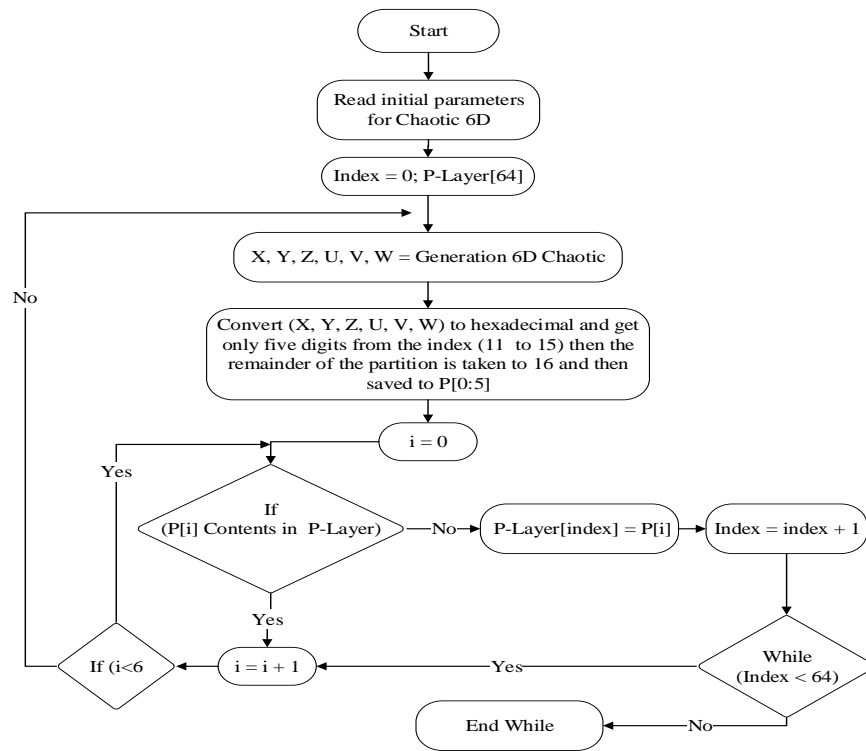 Start
Read initial parameters
for Chaotic 6D
Index = 0; P-Layer[64]
X, Y, Z, U, V, W = Generation 6D Chaotic
No
Convert (X, Y, Z, U, V, W) to hexadecimal and get
only five digits from the index (11 to 15) then the
remainder of the partition is taken to 16 and then
saved to P[0:5]
i = 0
Yes
If
(P[i] Contents in P-Layer)
No
P-Layer[index] = P[i]
Index = index + 1
Yes
If (i<6
i = i + 1
Yes
While
(Index < 64)
End While
No